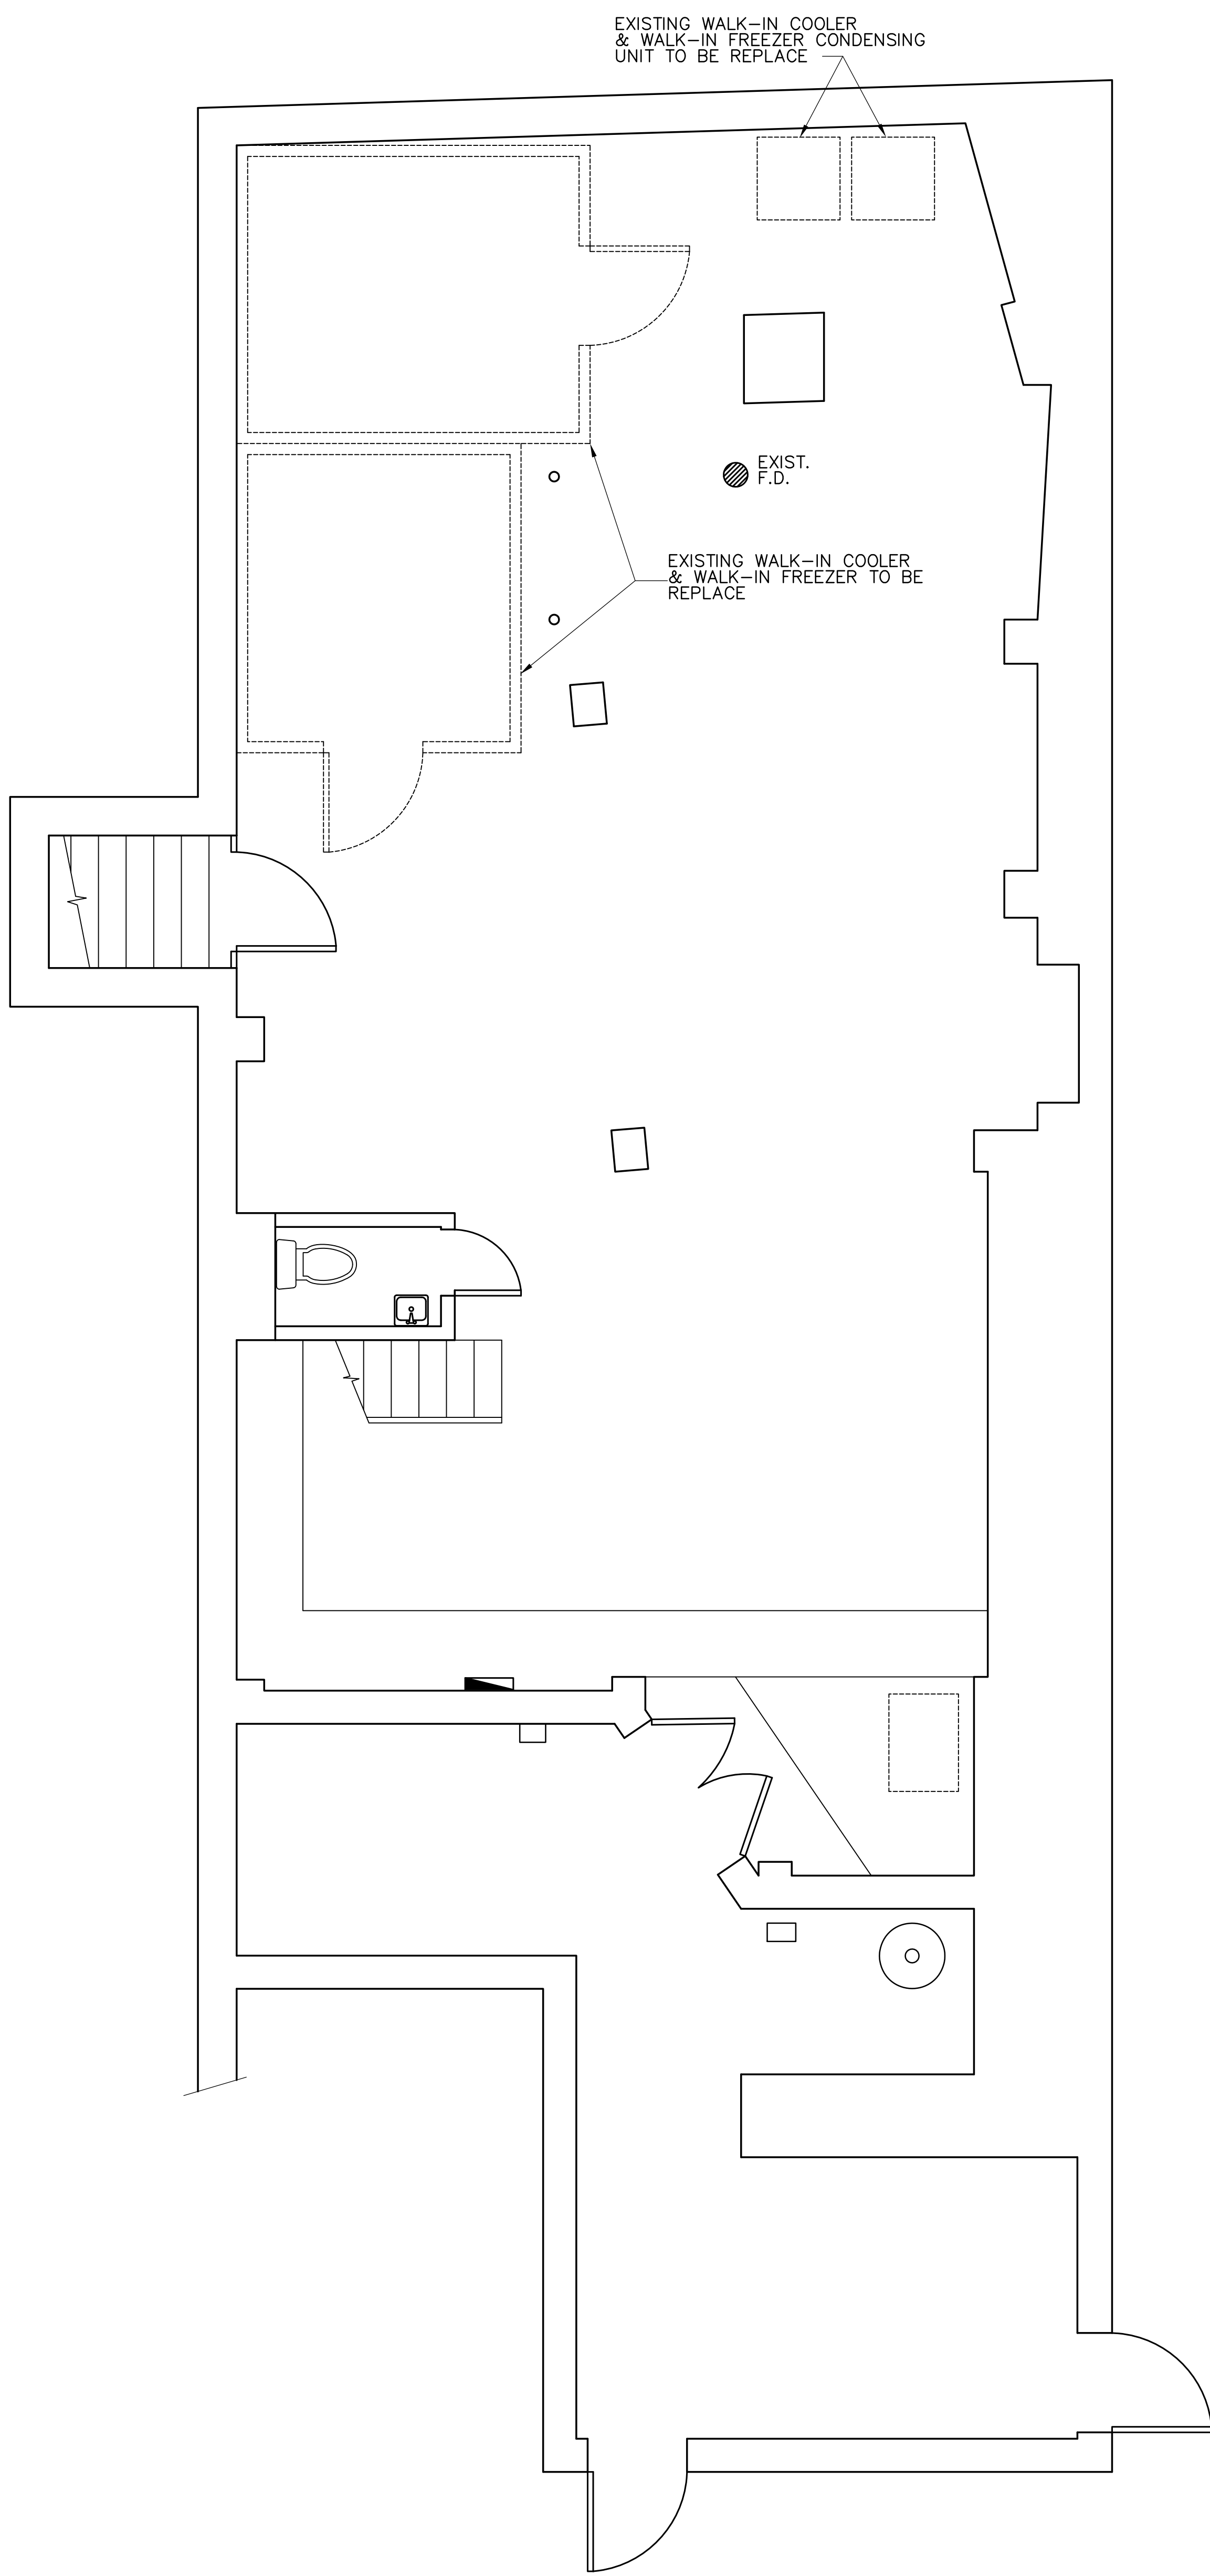 EXISTING WALK-IN COOLER
& WALK-IN FREEZER CONDENSING
UNIT TO BE REPLACE
EXIST.
F.D.
EXISTING WALK-IN COOLER
& WALK-IN FREEZER TO BE
REPLACE